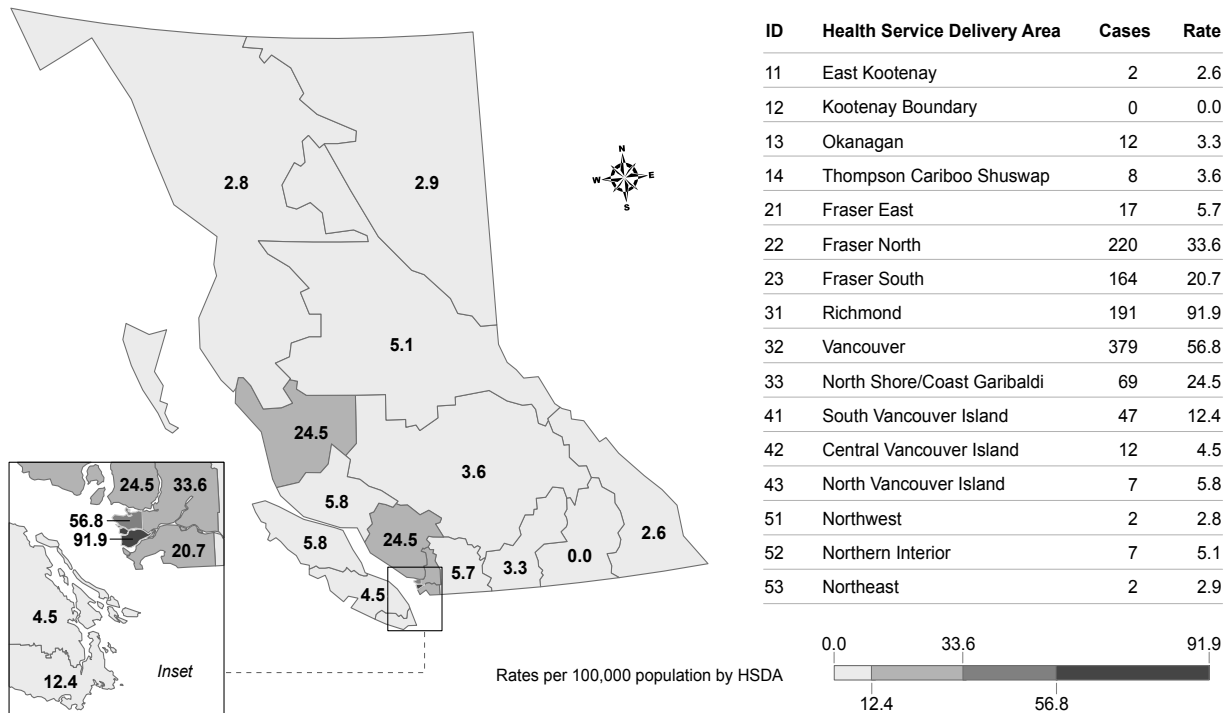 ID Health Service Delivery Area Cases Rate
11 East Kootenay 2 2.6
12 Kootenay Boundary 0 0.0
13 Okanagan 12 3.3
14 Thompson Cariboo Shuswap 8 3.6
21 Fraser East 17 5.7
22 Fraser North 220 33.6
23 Fraser South 164 20.7
31 Richmond 191 91.9
32 Vancouver 379 56.8
33 North Shore/Coast Garibaldi 69 24.5
41 South Vancouver Island 47 12.4
42 Central Vancouver Island 12 4.5
43 North Vancouver Island 7 5.8
51 Northwest 2 2.8
52 Northern Interior 7 5.1
53 Northeast 2 2.9
N
W E
S
2.8
2.9
5.1
24.5
3.6
5.8
5.8
24.5
2.6
0.0
3.3
5.7
4.5
24.5 33.6
56.8
91.9
20.7
4.5
12.4
Inset
Rates per 100,000 population by HSDA
0.0 33.6 91.9
12.4 56.8